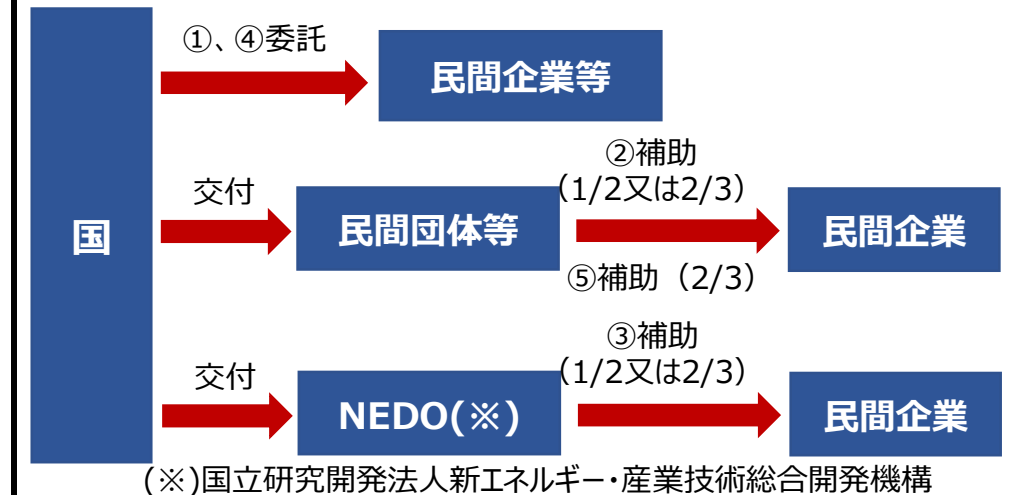 ①、④委託
民間企業等
国
交付
民間団体等
②補助
（1/2又は2/3）
⑤補助（2/3）
民間企業
交付
NEDO(※)
③補助
（1/2又は2/3）
民間企業
(※)国立研究開発法人新エネルギー・産業技術総合開発機構